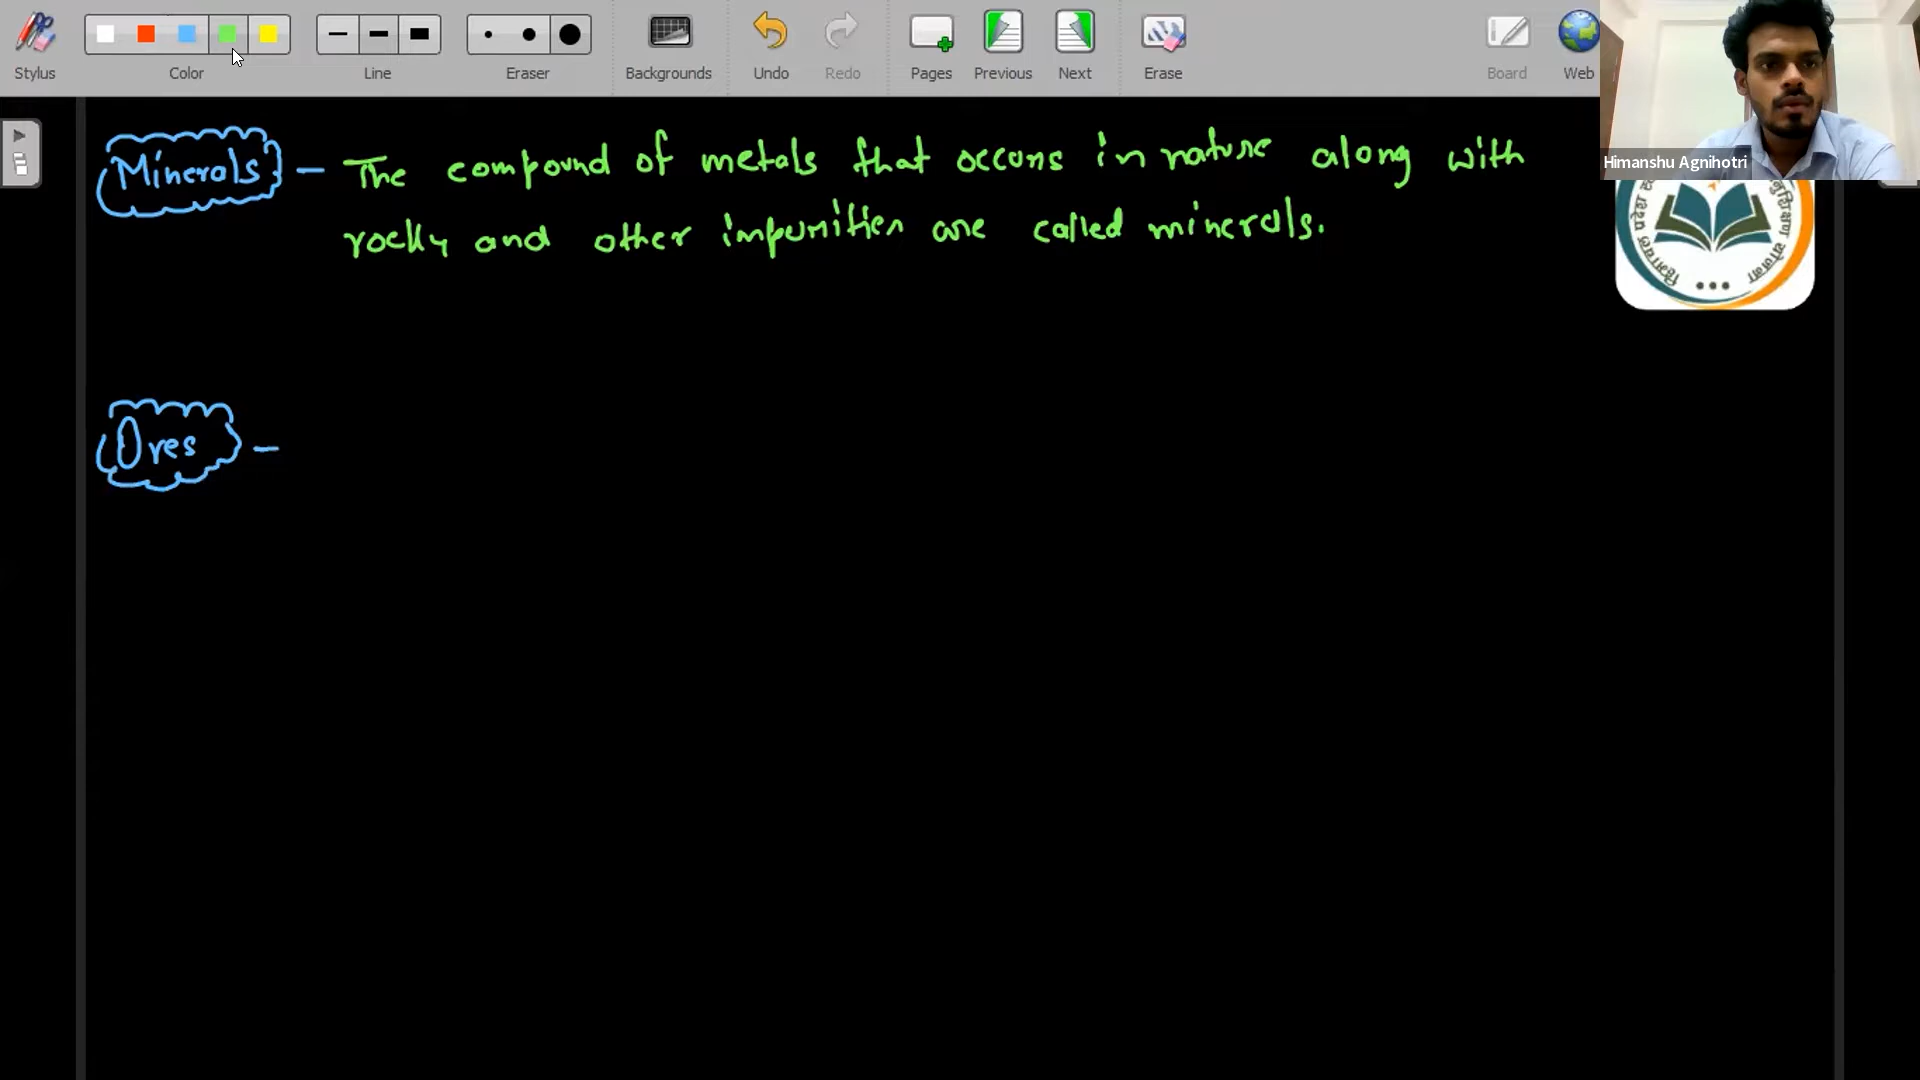 Stylus
Color
Line
Eraser
Backgrounds
Undo
Redo
Pages
Previous
Next
Erase
Board
Web
Himanshu Agnihotri
Minerals - The compound of metals that occurs in nature along with
rocky and other impurities are called minerals.
Ores -